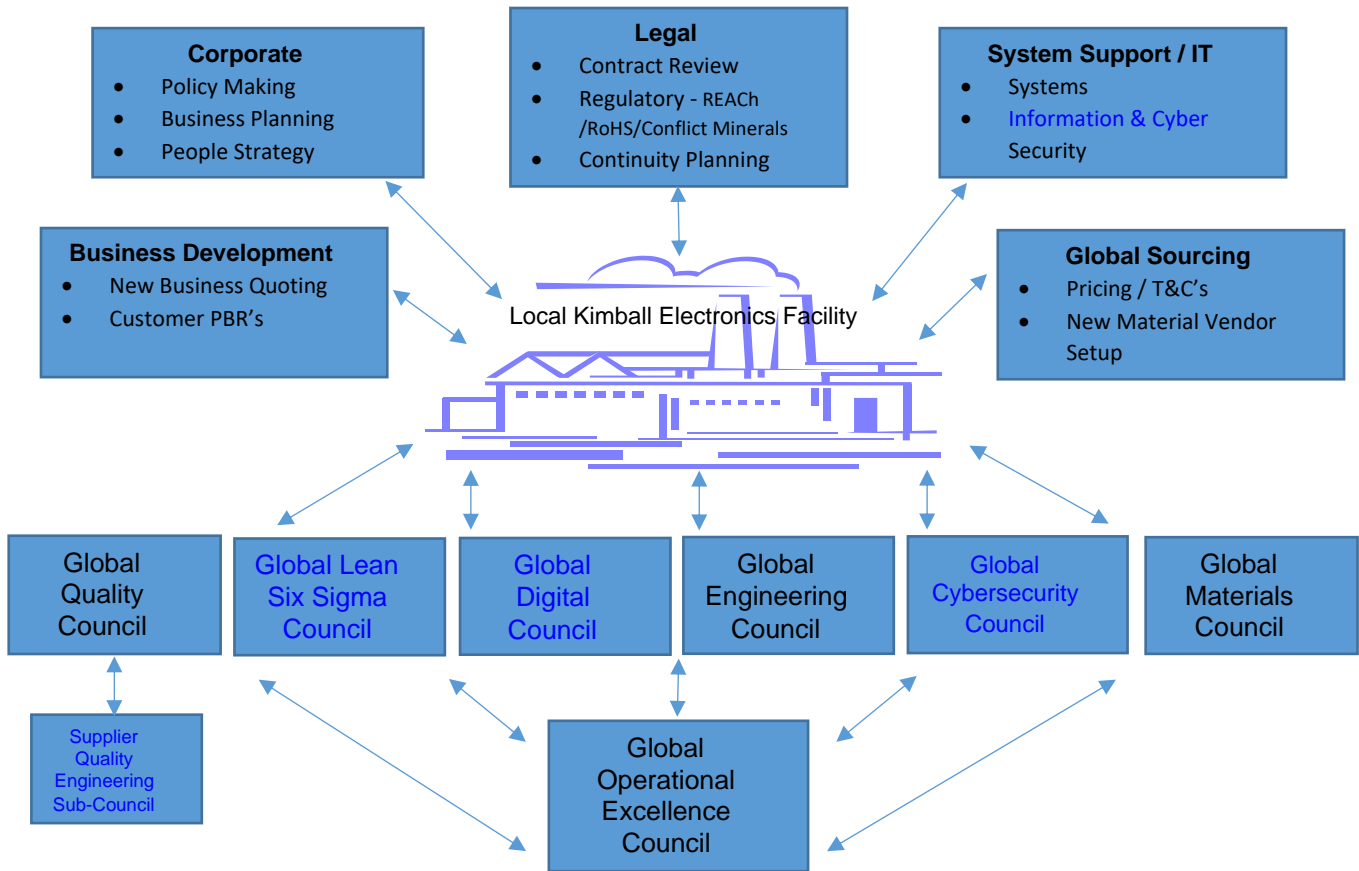 Corporate
• Policy Making
• Business Planning
• People Strategy
Legal
• Contract Review
• Regulatory - REACh
/RoHS/Conflict Minerals
• Continuity Planning
System Support / IT
• Systems
• Information & Cyber
Security
Business Development
• New Business Quoting
• Customer PBR's
Global Sourcing
• Pricing / T&C's
• New Material Vendor
Setup
Local Kimball Electronics Facility
Global
Quality
Council
Global Lean
Six Sigma
Council
Global
Digital
Council
Global
Engineering
Council
Global
Cybersecurity
Council
Global
Materials
Council
Supplier
Quality
Engineering
Sub-Council
Global
Operational
Excellence
Council